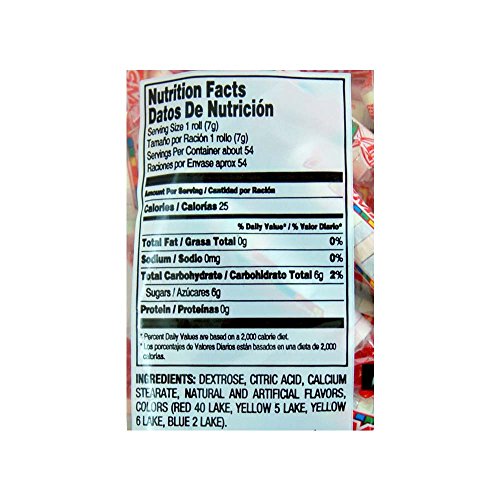 Nutrition Facts
Datos De Nutrición
Serving Size 1 roll (7g)
Tamaño por Ración 1 rollo (7g)
Servings Per Container about 54
Raciones por Envase aprox 54
Amount Per Serving / Cantidad por Ración
Calories / Calorías 25
% Daily Value* / % Valor Diario*
Total Fat / Grasa Total 0g 0%
Sodium / Sodio 0mg 0%
Total Carbohydrate / Carbohidrato Total 6g 2%
Sugars / Azúcares 6g
Protein / Proteínas 0g
* Percent Daily Values are based on a 2,000 calorie diet.
* Los porcentajes de Valores Diarios están basados en una dieta de 2,000
calorías.
INGREDIENTS: DEXTROSE, CITRIC ACID, CALCIUM
STEARATE, NATURAL AND ARTIFICIAL FLAVORS,
COLORS (RED 40 LAKE, YELLOW 5 LAKE, YELLOW
6 LAKE, BLUE 2 LAKE).